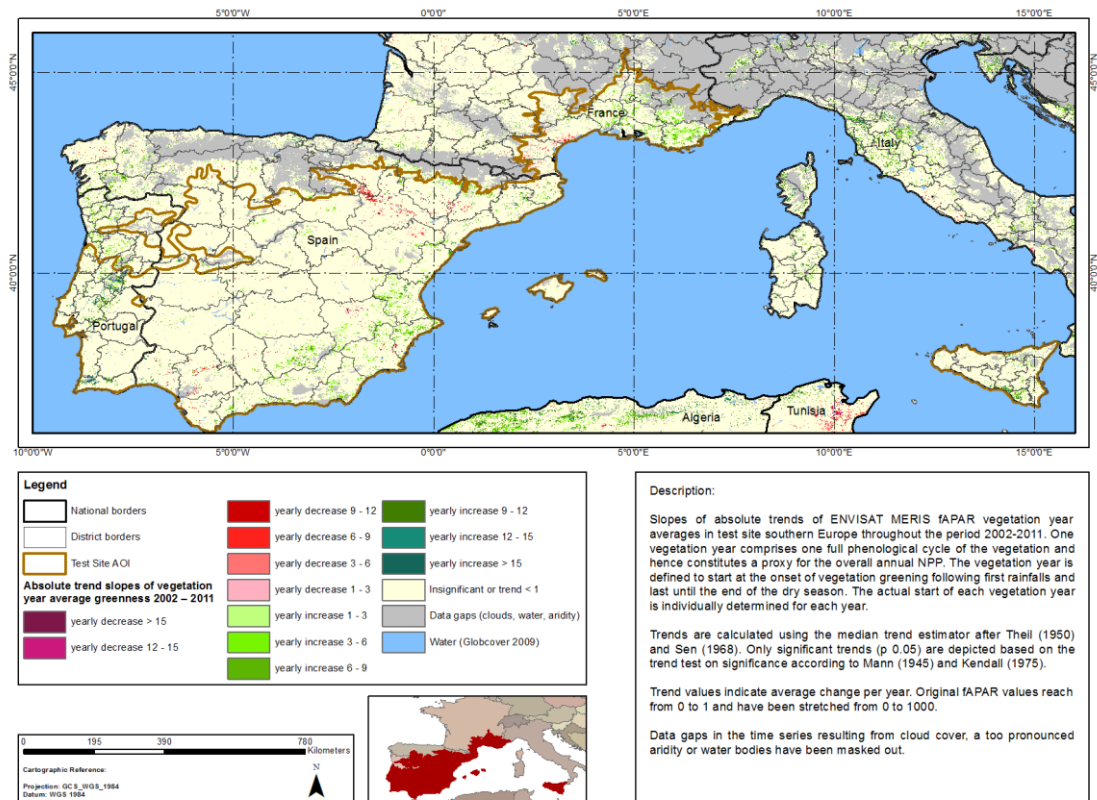 5°0'0"W 0°0'0" 5°0'0"E 10°0'0"E 15°0'0"E
45°0'0"N 45°0'0"N
France
Italy
Spain
40°0'0"N 40°0'0"N
Portugal
Algeria Tunisia
10°0'0"W 5°0'0"W 0°0'0" 5°0'0"E 10°0'0"E 15°0'0"E
Legend
National borders
District borders
Test Site AOI
Absolute trend slopes of vegetation
year average greenness 2002 – 2011
yearly decrease > 15
yearly decrease 12 - 15
yearly decrease 9 - 12
yearly decrease 6 - 9
yearly decrease 3 - 6
yearly decrease 1 - 3
yearly increase 1 - 3
yearly increase 3 - 6
yearly increase 6 - 9
yearly increase 9 - 12
yearly increase 12 - 15
yearly increase > 15
Insignificant or trend < 1
Data gaps (clouds, water, aridity)
Water (Globcover 2009)
Description:
Slopes of absolute trends of ENVISAT MERIS fAPAR vegetation year
averages in test site southern Europe throughout the period 2002-2011. One
vegetation year comprises one full phenological cycle of the vegetation and
hence constitutes a proxy for the overall annual NPP. The vegetation year is
defined to start at the onset of vegetation greening following first rainfalls and
last until the end of the dry season. The actual start of each vegetation year
is individually determined for each year.
Trends are calculated using the median trend estimator after Theil (1950)
and Sen (1968). Only significant trends (p 0.05) are depicted based on the
trend test on significance according to Mann (1945) and Kendall (1975).
Trend values indicate average change per year. Original fAPAR values reach
from 0 to 1 and have been stretched from 0 to 1000.
Data gaps in the time series resulting from cloud cover, a too pronounced
aridity or water bodies have been masked out.
0 195 390 780
Kilometers
Cartographic Reference:
N
Projection: GCS_WGS_1984
Datum: WGS 1984